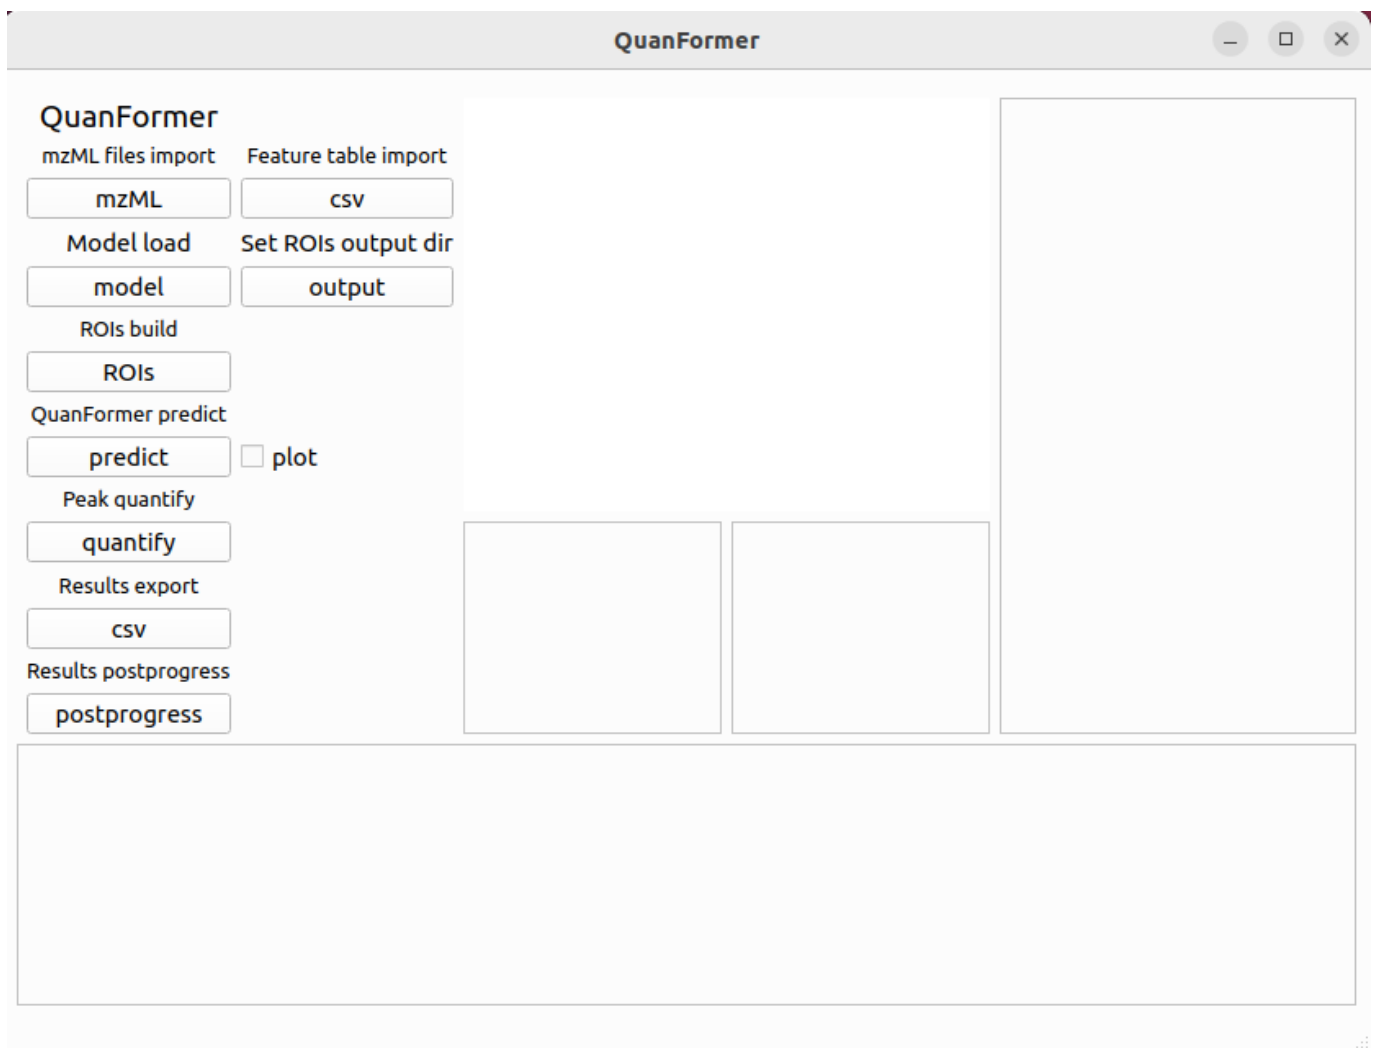 QuanFormer
QuanFormer
mzML files import Feature table import
mzML csv
Model load Set ROIs output dir
model output
ROIs build
ROIs
QuanFormer predict
predict plot
Peak quantify
quantify
Results export
csv
Results postprogress
postprogress